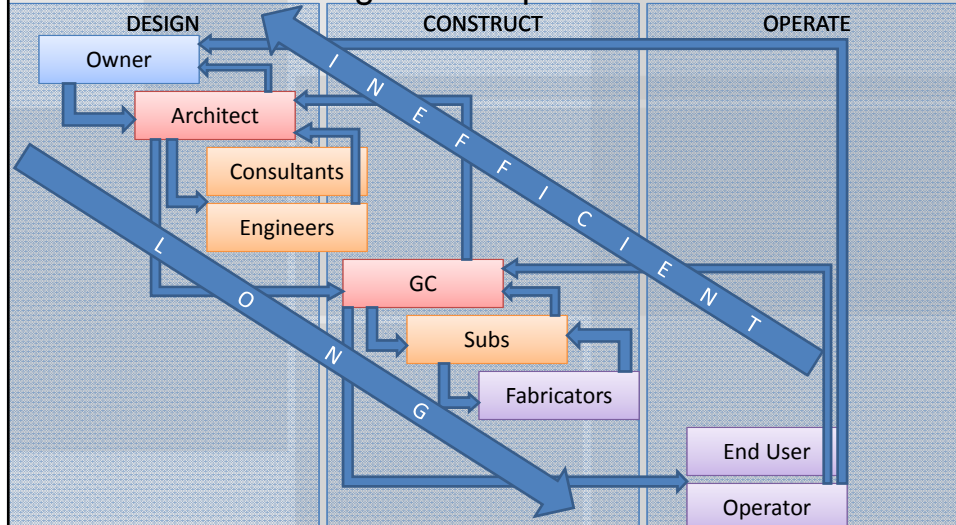 DESIGN CONSTRUCT OPERATE
Owner
Architect
Consultants
Engineers
GC
Subs
Fabricators
End User
Operator
INEFFICIENT
LONG